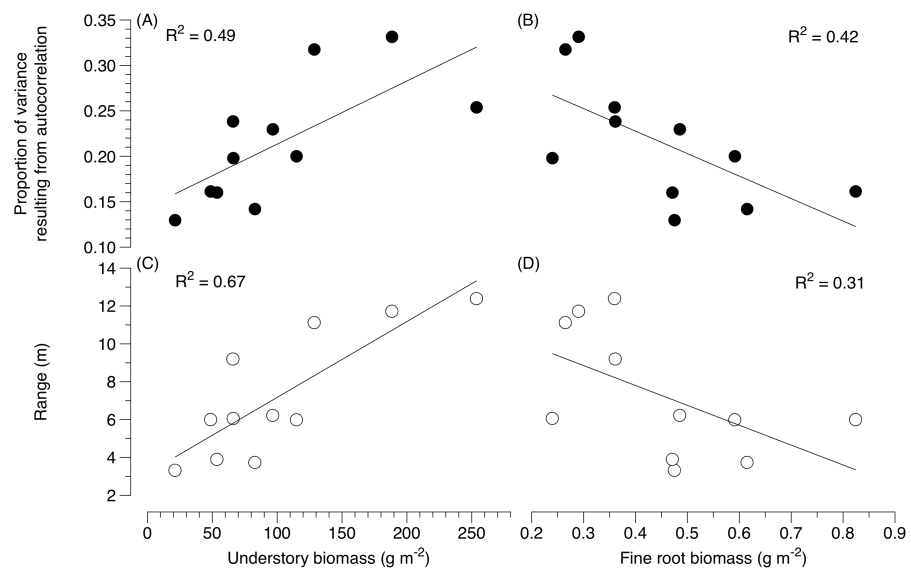 (A)
R² = 0.49
(B)
R² = 0.42
Proportion of variance
resulting from autocorrelation
0.35
0.30
0.25
0.20
0.15
0.10
(C)
R² = 0.67
(D)
R² = 0.31
Range (m)
14
12
10
8
6
4
2
0 50 100 150 200 250
Understory biomass (g m⁻²)
0.2 0.3 0.4 0.5 0.6 0.7 0.8 0.9
Fine root biomass (g m⁻²)